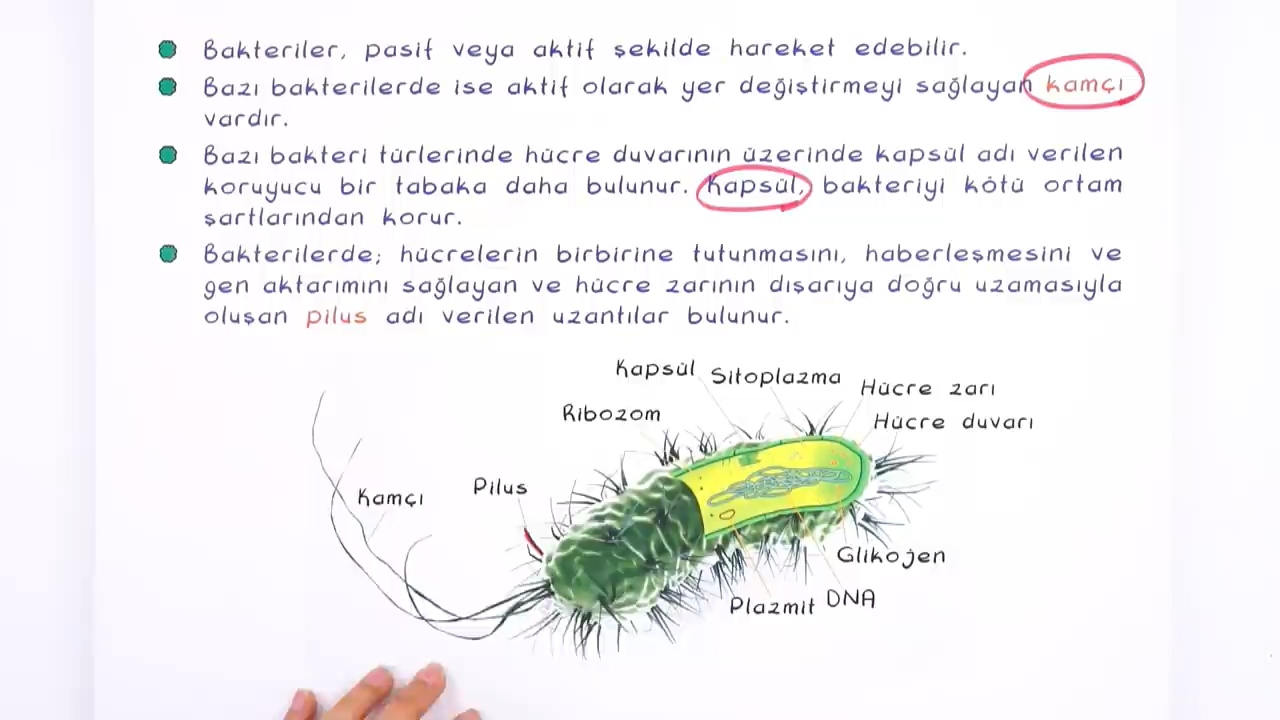 Bakteriler, pasif veya aktif şekilde hareket edebilir.
Bazı bakterilerde ise aktif olarak yer değiştirmeyi sağlayan kamçı
vardır.
Bazı bakteri türlerinde hücre duvarının üzerinde kapsül adı verilen
koruyucu bir tabaka daha bulunur. Kapsül, bakteriyi kötü ortam
şartlarından korur.
Bakterilerde; hücrelerin birbirine tutunmasını, haberleşmesini ve
gen aktarımını sağlayan ve hücre zarının dışarıya doğru uzamasıyla
oluşan pilus adı verilen uzantılar bulunur.
Kapsül
Sitoplazma
Hücre zarı
Ribozom
Hücre duvarı
Kamçı
Pilus
Glikojen
Plazmit
DNA